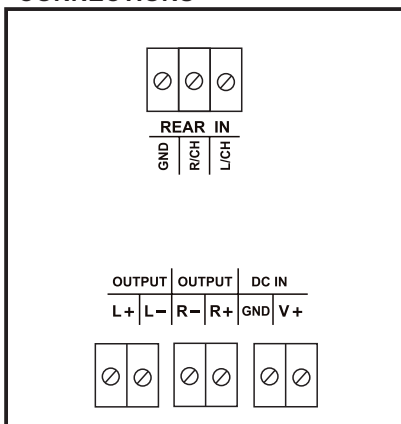 CONNECTIONS
REAR IN
GND R/CH L/CH
OUTPUT OUTPUT DC IN
L+ L− R− R+ GND V+